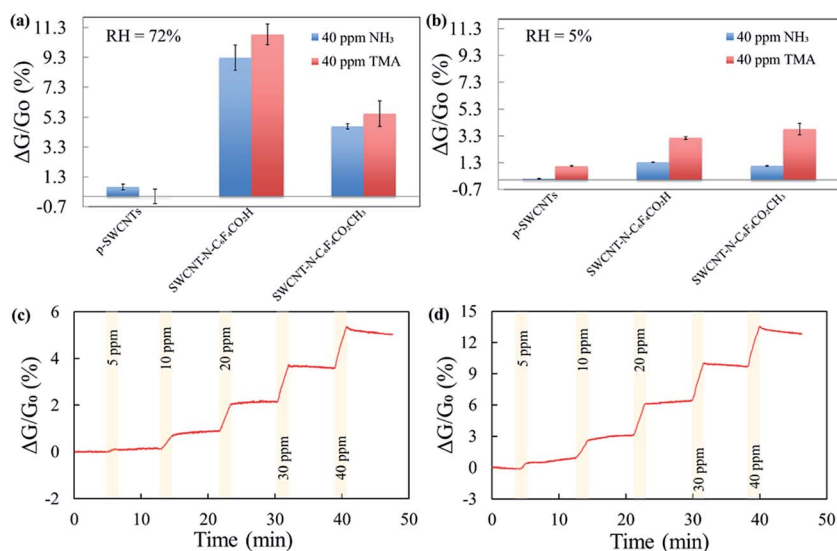 (a)
ΔG/Go (%)
11.3
9.3
7.3
5.3
3.3
1.3
-0.7
RH = 72%
40 ppm NH₃
40 ppm TMA
p-SWCNTs
SWCNT-N-C₆F₄CO₂H
SWCNT-N-C₆F₄CO₂CH₃
(b)
ΔG/Go (%)
11.3
9.3
7.3
5.3
3.3
1.3
-0.7
RH = 5%
40 ppm NH₃
40 ppm TMA
p-SWCNTs
SWCNT-N-C₆F₄CO₂H
SWCNT-N-C₆F₄CO₂CH₃
(c)
ΔG/Go (%)
6
4
2
0
-2
5 ppm
10 ppm
20 ppm
30 ppm
40 ppm
0 10 20 30 40 50
Time (min)
(d)
ΔG/Go (%)
15
12
9
6
3
0
-3
5 ppm
10 ppm
20 ppm
30 ppm
40 ppm
0 10 20 30 40 50
Time (min)